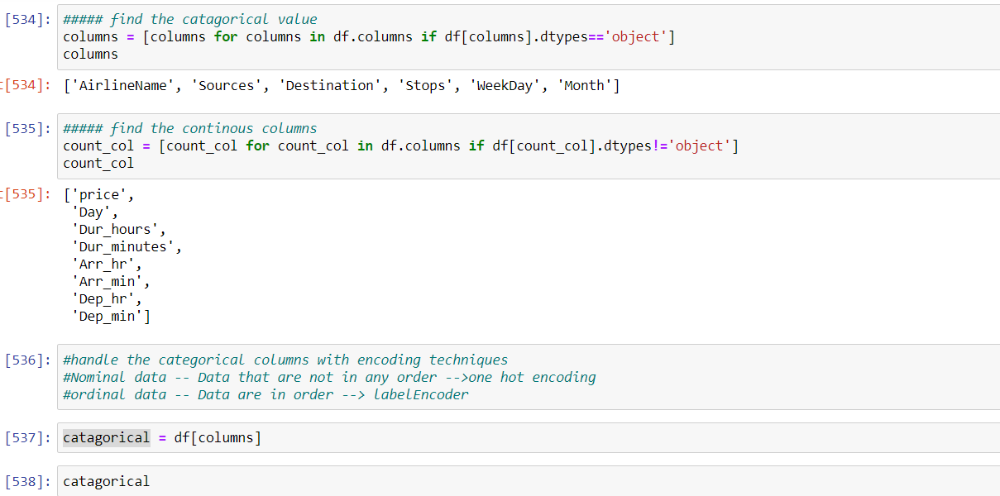 [534]: ##### find the catagorical value
columns = [columns for columns in df.columns if df[columns].dtypes=='object']
columns
t[534]: ['AirlineName', 'Sources', 'Destination', 'Stops', 'WeekDay', 'Month']
[535]: ##### find the continous columns
count_col = [count_col for count_col in df.columns if df[count_col].dtypes!='object']
count_col
t[535]: ['price',
'Day',
'Dur_hours',
'Dur_minutes',
'Arr_hr',
'Arr_min',
'Dep_hr',
'Dep_min']
[536]: #handle the categorical columns with encoding techniques
#Nominal data -- Data that are not in any order -->one hot encoding
#ordinal data -- Data are in order --> labelEncoder
[537]: catagorical = df[columns]
[538]: catagorical